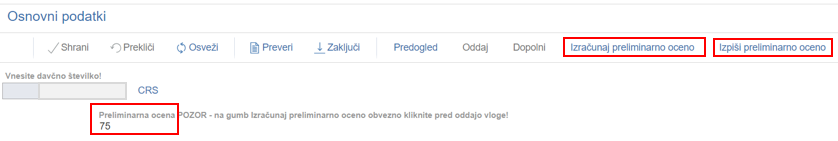 Osnovni podatki
Shrani Prekliči Osveži Preveri Zaključi Predogled Oddaj Dopolni Izračunaj preliminarno oceno Izpiši preliminarno oceno
Vnesite davčno številko!
CRS
Preliminarna ocena POZOR - na gumb Izračunaj preliminarno oceno obvezno kliknite pred oddajo vloge!
75